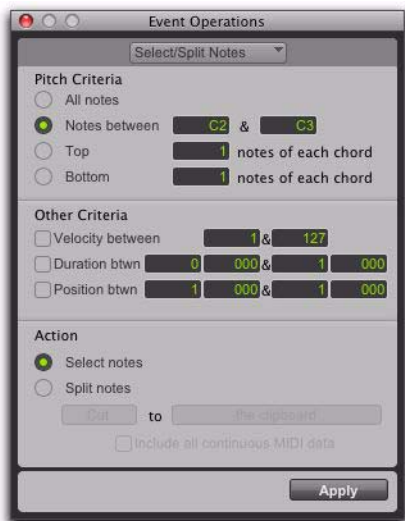 Event Operations
Select/Split Notes
Pitch Criteria
All notes
Notes between C2 & C3
Top 1 notes of each chord
Bottom 1 notes of each chord
Other Criteria
Velocity between 1 & 127
Duration btwn 0 000 & 1 000
Position btwn 1 000 & 1 000
Action
Select notes
Split notes
Cut to the clipboard
Include all continuous MIDI data
Apply